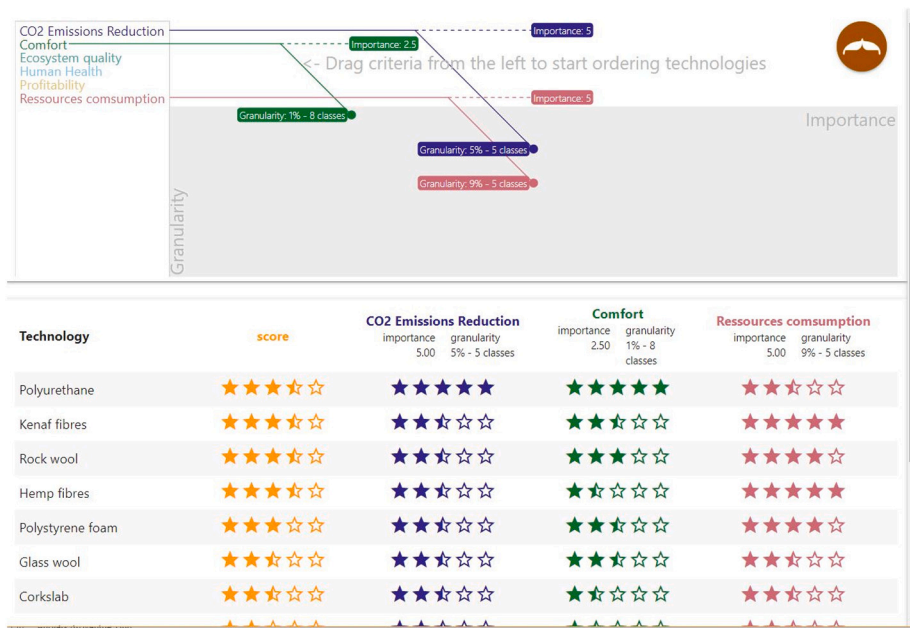 CO2 Emissions Reduction
Importance: 5
Comfort
Importance: 2.5
Ecosystem quality
<- Drag criteria from the left to start ordering technologies
Human Health
Profitability
Ressources comsumption
Importance: 5
Granularity: 1% - 8 classes
Importance
Granularity: 5% - 5 classes
Granularity: 9% - 5 classes
Granularity
Technology
score
CO2 Emissions Reduction
importance granularity
5.00 5% - 5 classes
Comfort
importance granularity
2.50 1% - 8
classes
Ressources comsumption
importance granularity
5.00 9% - 5 classes
Polyurethane
Kenaf fibres
Rock wool
Hemp fibres
Polystyrene foam
Glass wool
Corkslab